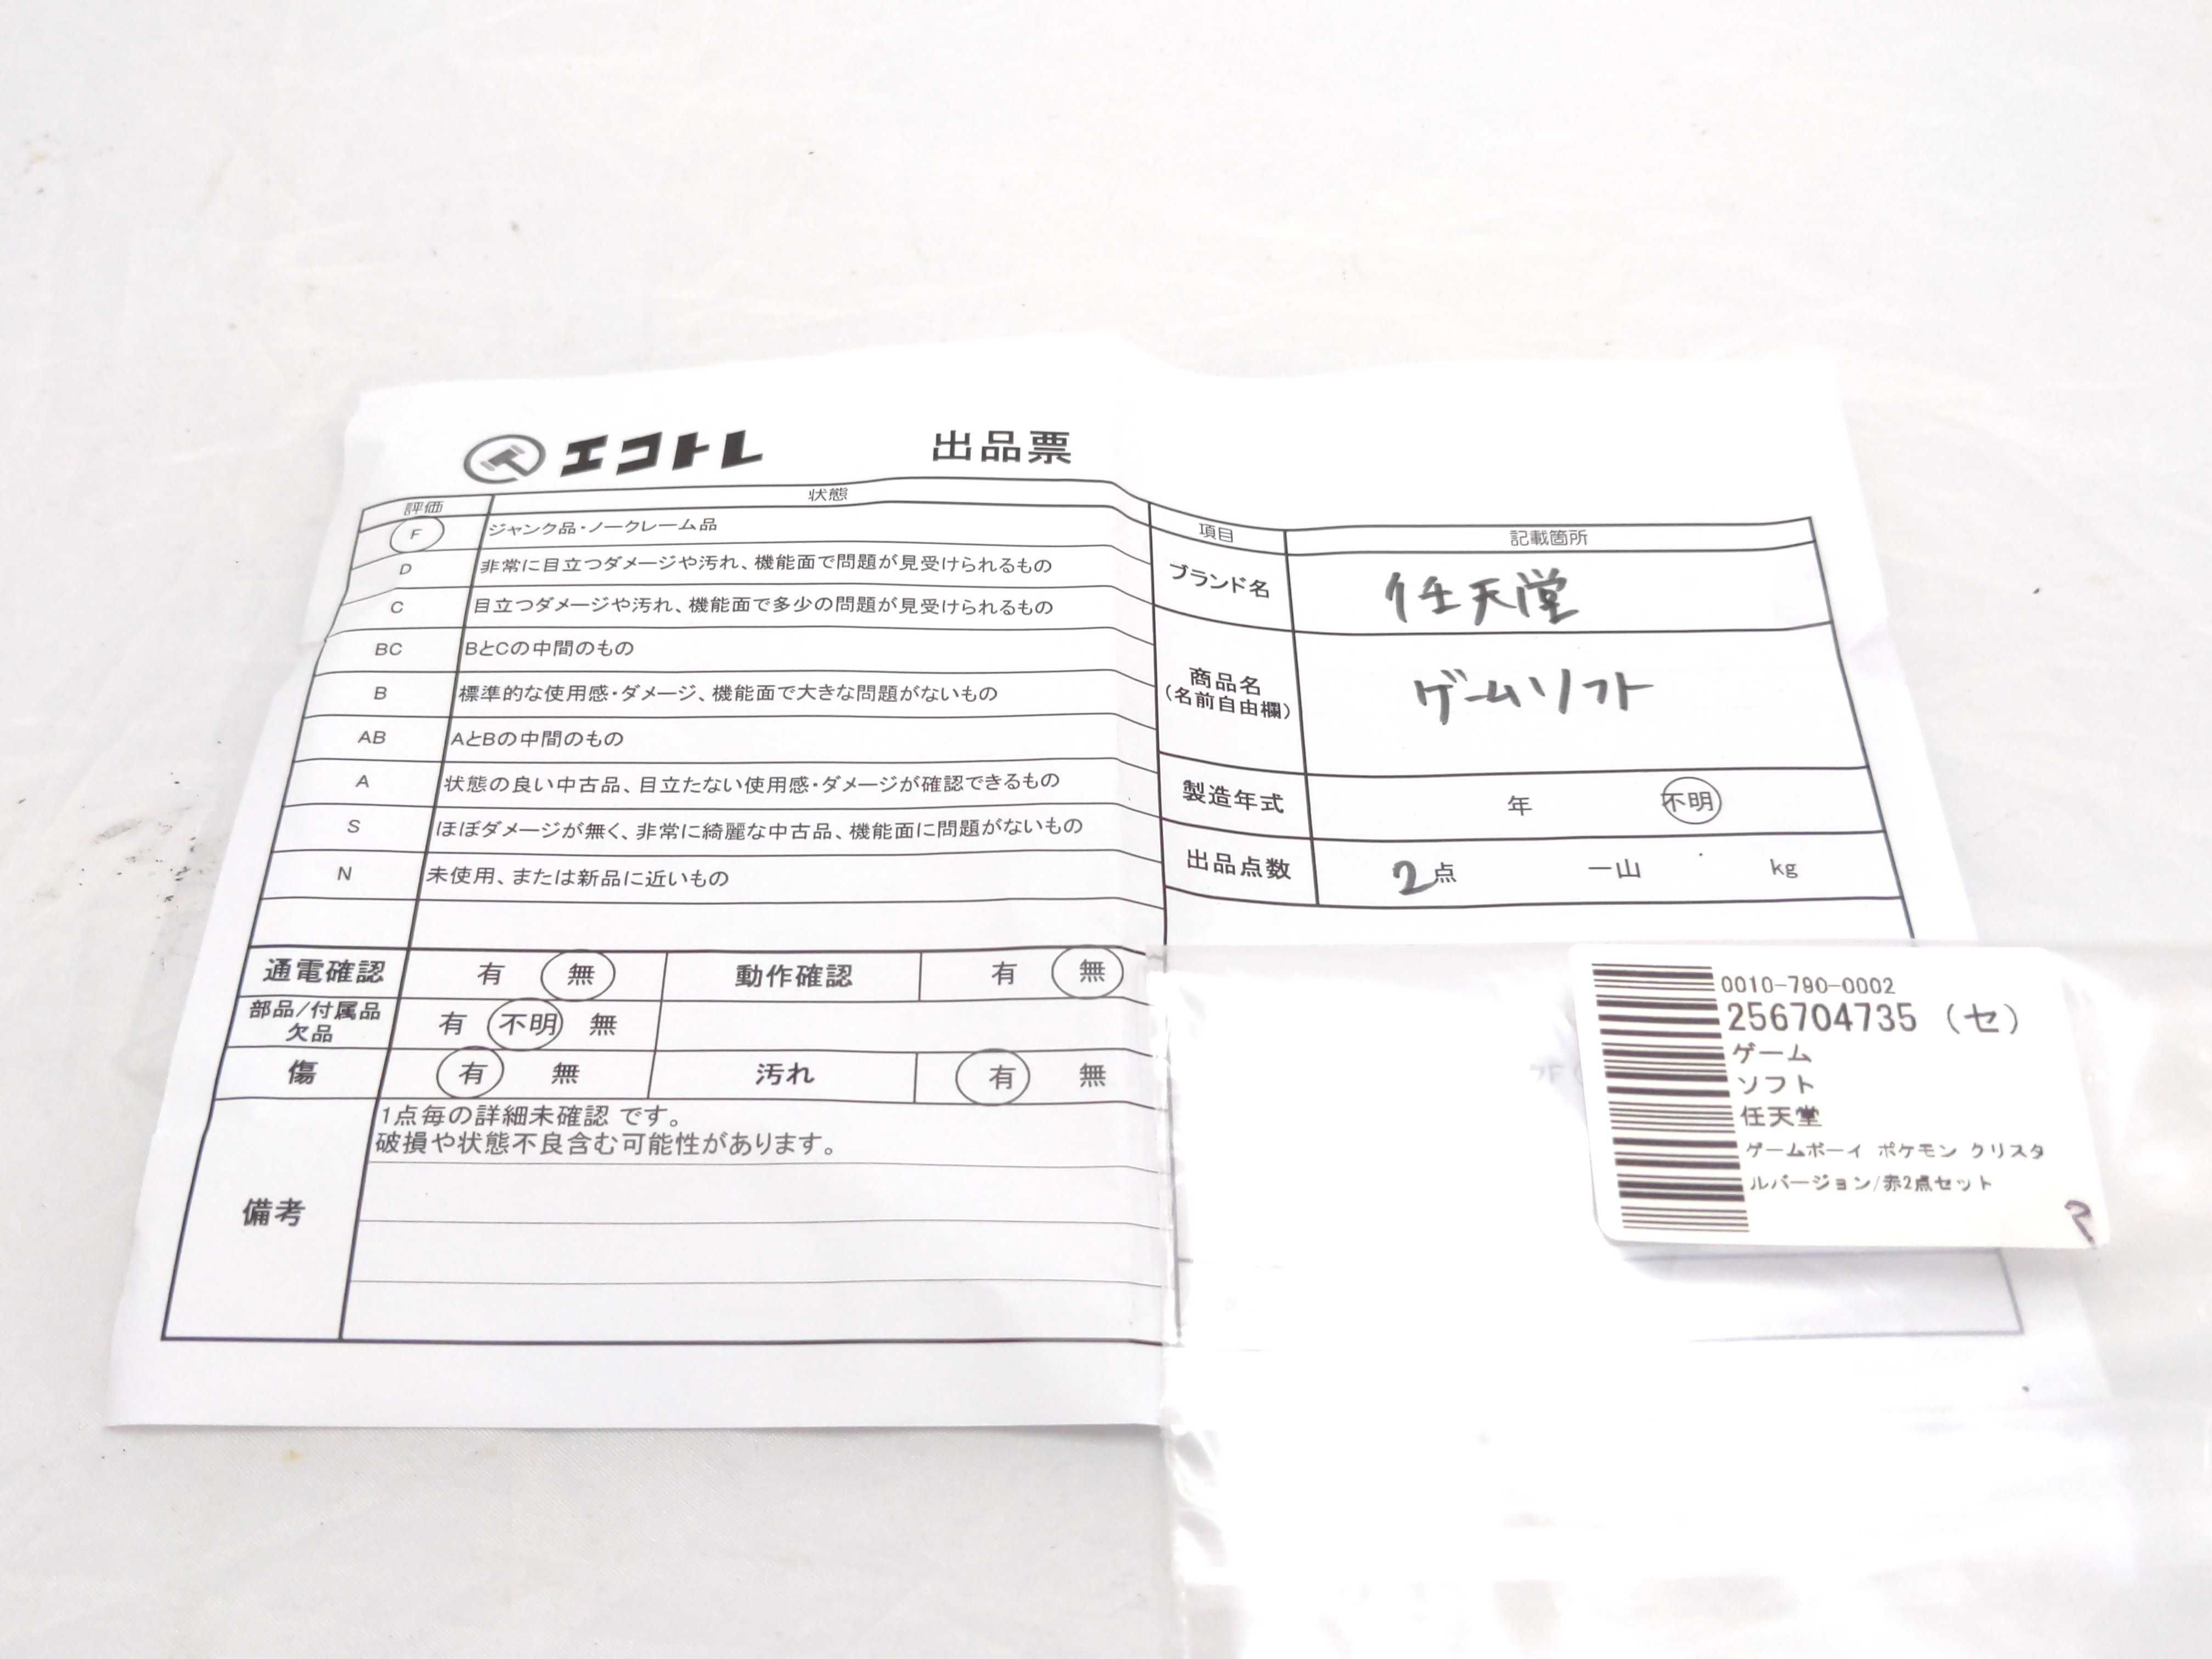 エコトレ 出品票
評価 状態
F ジャンク品・ノークレーム品
D 非常に目立つダメージや汚れ、機能面で問題が見受けられるもの
C 目立つダメージや汚れ、機能面で多少の問題が見受けられるもの
BC BとCの中間のもの
B 標準的な使用感・ダメージ、機能面で大きな問題がないもの
AB AとBの中間のもの
A 状態の良い中古品、目立たない使用感・ダメージが確認できるもの
S ほぼダメージが無く、非常に綺麗な中古品、機能面に問題がないもの
N 未使用、または新品に近いもの
項目 記載箇所
ブランド名 任天堂
商品名
(名前自由欄)
ゲームソフト
製造年式 年 不明
出品点数 2点 一山 kg
通電確認 有 無 動作確認 有 無
部品/付属品
欠品
有 不明 無
傷 有 無 汚れ 有 無
備考
1点毎の詳細未確認 です。
破損や状態不良含む可能性があります。
0010-790-0002
256704735 (セ)
ゲーム
ソフト
任天堂
ゲームボーイ ポケモン クリスタ
ルバージョン/赤2点セット